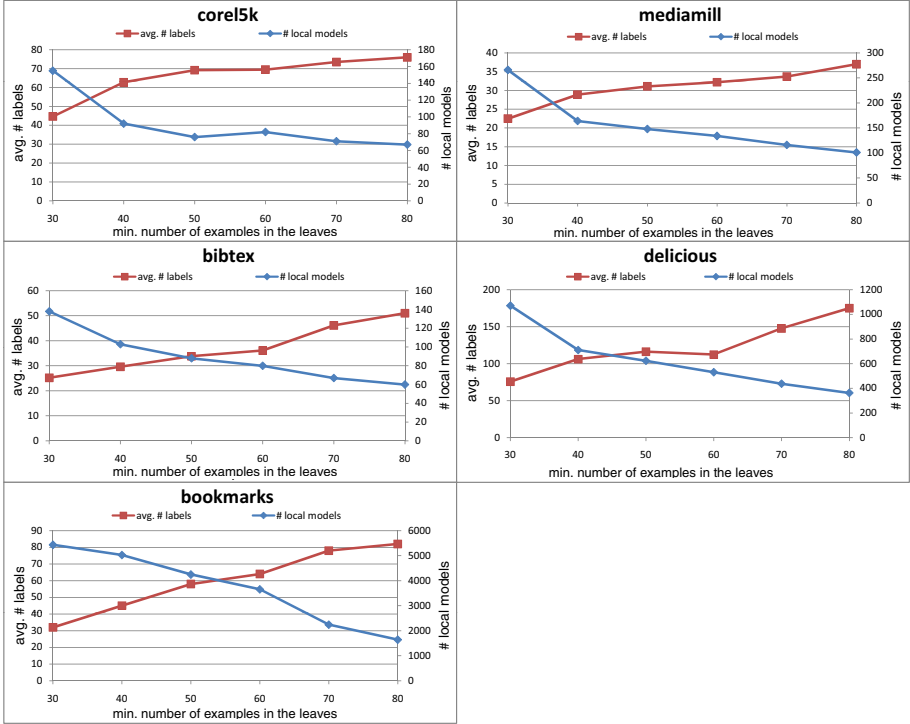 corel5k
avg. # labels # local models
80 70 60 50 40 30 20 10 0
avg. # labels
180 160 140 120 100 80 60 40 20 0
# local models
30 40 50 60 70 80
min. number of examples in the leaves
mediamill
avg. # labels # local models
40 35 30 25 20 15 10 5 0
avg. # labels
300 250 200 150 100 50 0
# local models
30 40 50 60 70 80
min. number of examples in the leaves
bibtex
avg. # labels # local models
60 50 40 30 20 10 0
avg. # labels
160 140 120 100 80 60 40 20 0
# local models
30 40 50 60 70 80
min. number of examples in the leaves
delicious
avg. # labels # local models
200 150 100 50 0
avg. # labels
1200 1000 800 600 400 200 0
# local models
30 40 50 60 70 80
min. number of examples in the leaves
bookmarks
avg. # labels # local models
90 80 70 60 50 40 30 20 10 0
avg. # labels
6000 5000 4000 3000 2000 1000 0
# local models
30 40 50 60 70 80
min. number of examples in the leaves